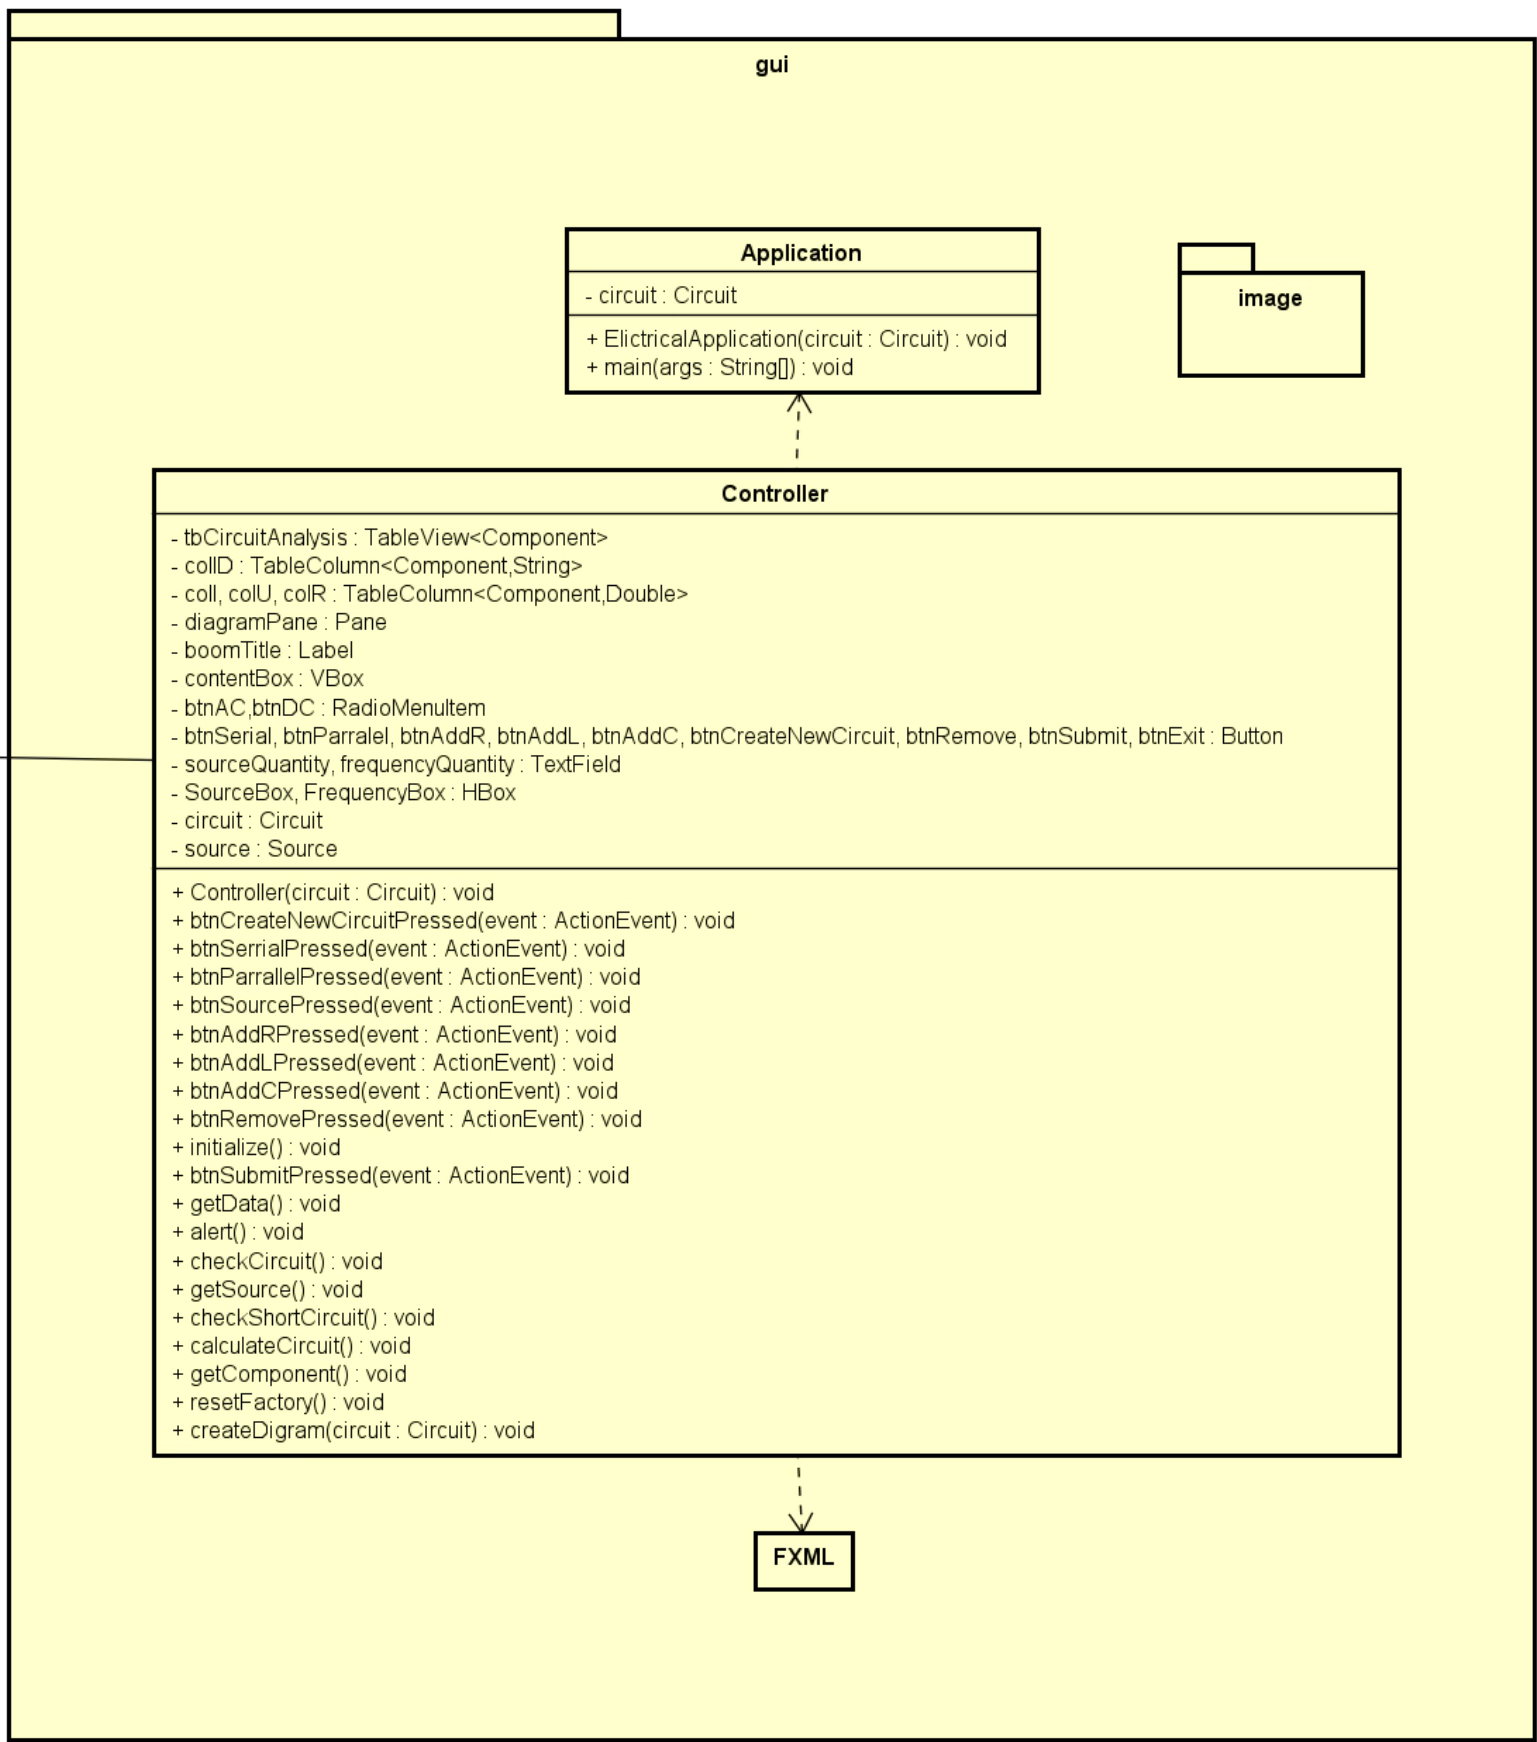 gui
Application
- circuit : Circuit
+ ElictricalApplication(circuit : Circuit) : void
+ main(args : String[]) : void
image
Controller
- tbCircuitAnalysis : TableView<Component>
- colID : TableColumn<Component,String>
- colI, colU, colR : TableColumn<Component,Double>
- diagramPane : Pane
- boomTitle : Label
- contentBox : VBox
- btnAC,btnDC : RadioMenuItem
- btnSerial, btnParralel, btnAddR, btnAddL, btnAddC, btnCreateNewCircuit, btnRemove, btnSubmit, btnExit : Button
- sourceQuantity, frequencyQuantity : TextField
- SourceBox, FrequencyBox : HBox
- circuit : Circuit
- source : Source
+ Controller(circuit : Circuit) : void
+ btnCreateNewCircuitPressed(event : ActionEvent) : void
+ btnSerrialPressed(event : ActionEvent) : void
+ btnParrallelPressed(event : ActionEvent) : void
+ btnSourcePressed(event : ActionEvent) : void
+ btnAddRPressed(event : ActionEvent) : void
+ btnAddLPressed(event : ActionEvent) : void
+ btnAddCPressed(event : ActionEvent) : void
+ btnRemovePressed(event : ActionEvent) : void
+ initialize() : void
+ btnSubmitPressed(event : ActionEvent) : void
+ getData() : void
+ alert() : void
+ checkCircuit() : void
+ getSource() : void
+ checkShortCircuit() : void
+ calculateCircuit() : void
+ getComponent() : void
+ resetFactory() : void
+ createDigram(circuit : Circuit) : void
FXML